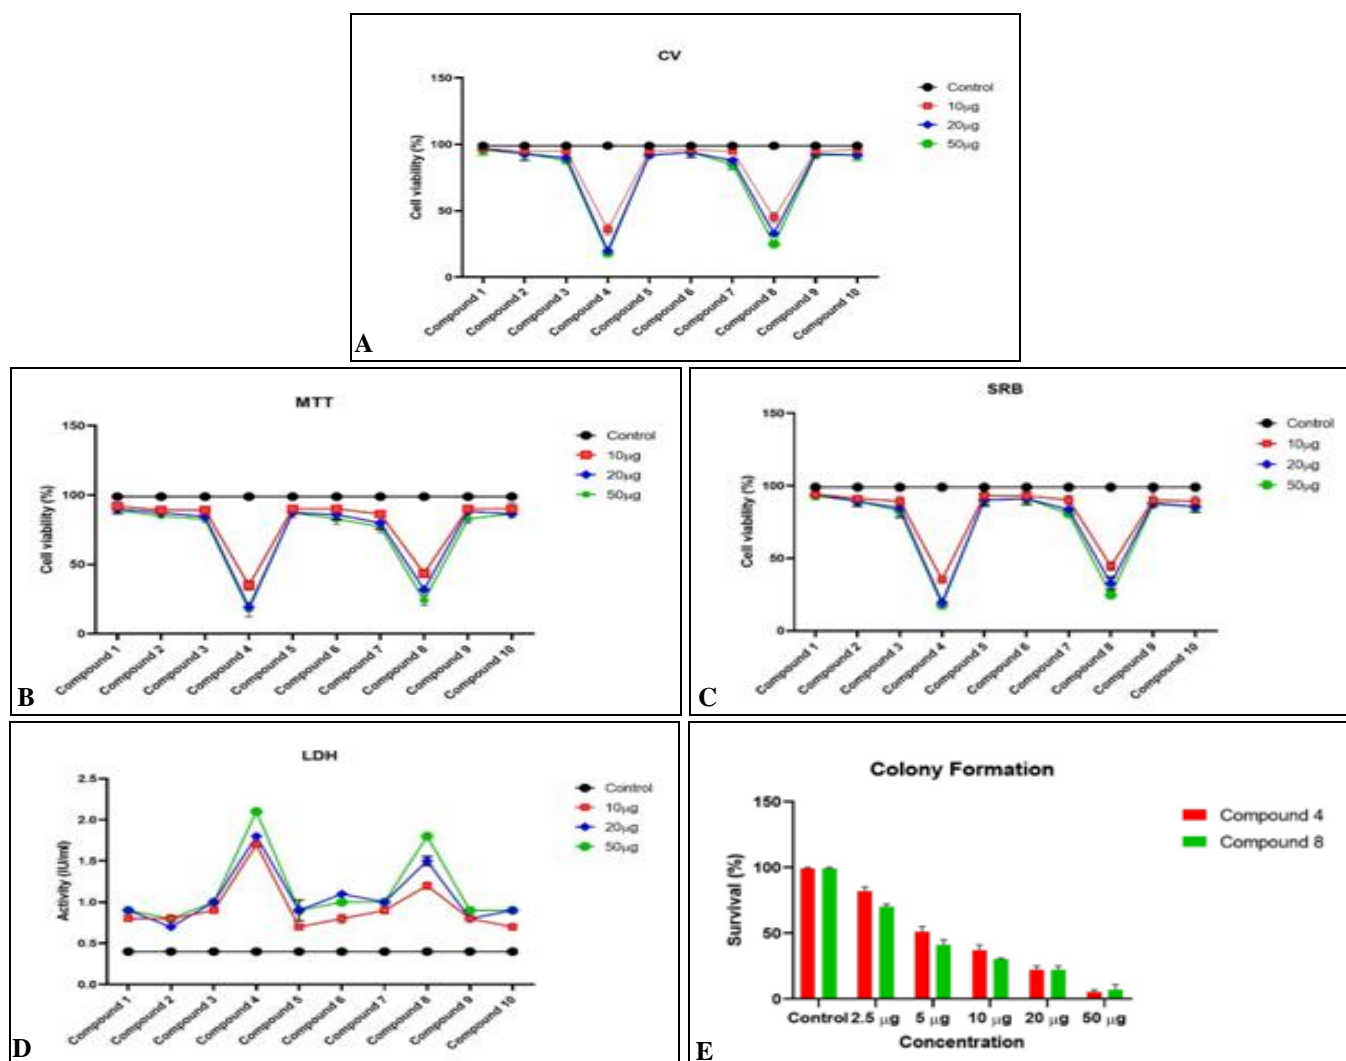 CV
150
100
50
0
Cell viability (%)
Control
10µg
20µg
50µg
Compound 1
Compound 2
Compound 3
Compound 4
Compound 5
Compound 6
Compound 7
Compound 8
Compound 9
Compound 10
A
MTT
150
100
50
0
Cell viability (%)
Control
10µg
20µg
50µg
Compound 1
Compound 2
Compound 3
Compound 4
Compound 5
Compound 6
Compound 7
Compound 8
Compound 9
Compound 10
B
SRB
150
100
50
0
Cell viability (%)
Control
10µg
20µg
50µg
Compound 1
Compound 2
Compound 3
Compound 4
Compound 5
Compound 6
Compound 7
Compound 8
Compound 9
Compound 10
C
LDH
2.5
2.0
1.5
1.0
0.5
0.0
Activity (IU/ml)
Control
10µg
20µg
50µg
Compound 1
Compound 2
Compound 3
Compound 4
Compound 5
Compound 6
Compound 7
Compound 8
Compound 9
Compound 10
D
Colony Formation
150
100
50
0
Survival (%)
Compound 4
Compound 8
Control 2.5 µg 5 µg 10 µg 20 µg 50 µg
Concentration
E